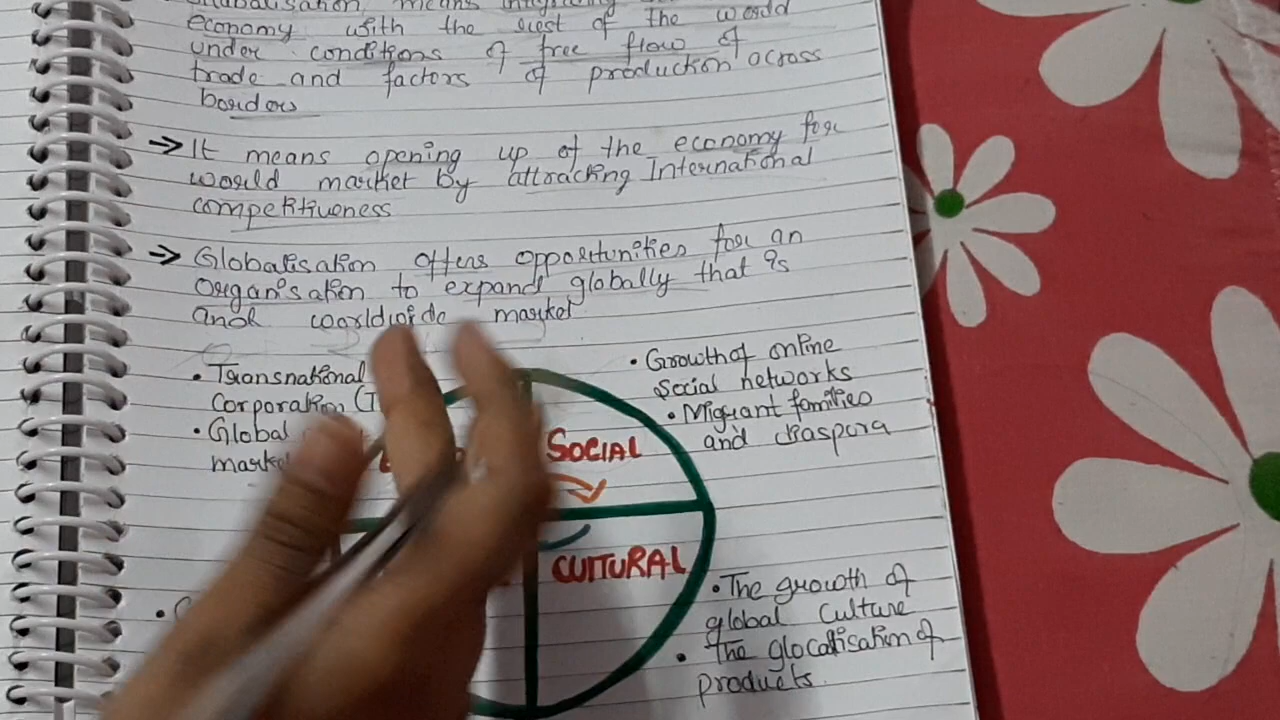 Globalisation means
economy with the rest of the world
under conditions of free flow of
trade and factors of production across
borders
→ It means opening up of the economy for
world market by attracting International
competitiveness
→ Globalisation offers opportunities for an
Organisation to expand globally that is
and worldwide market
• Transnational
Corporation (T
• Global
market
• Growth of online
Social networks
• Migrant families
and diaspora
SOCIAL
CULTURAL
• The growth of
global culture
• The glocalisation of
products.